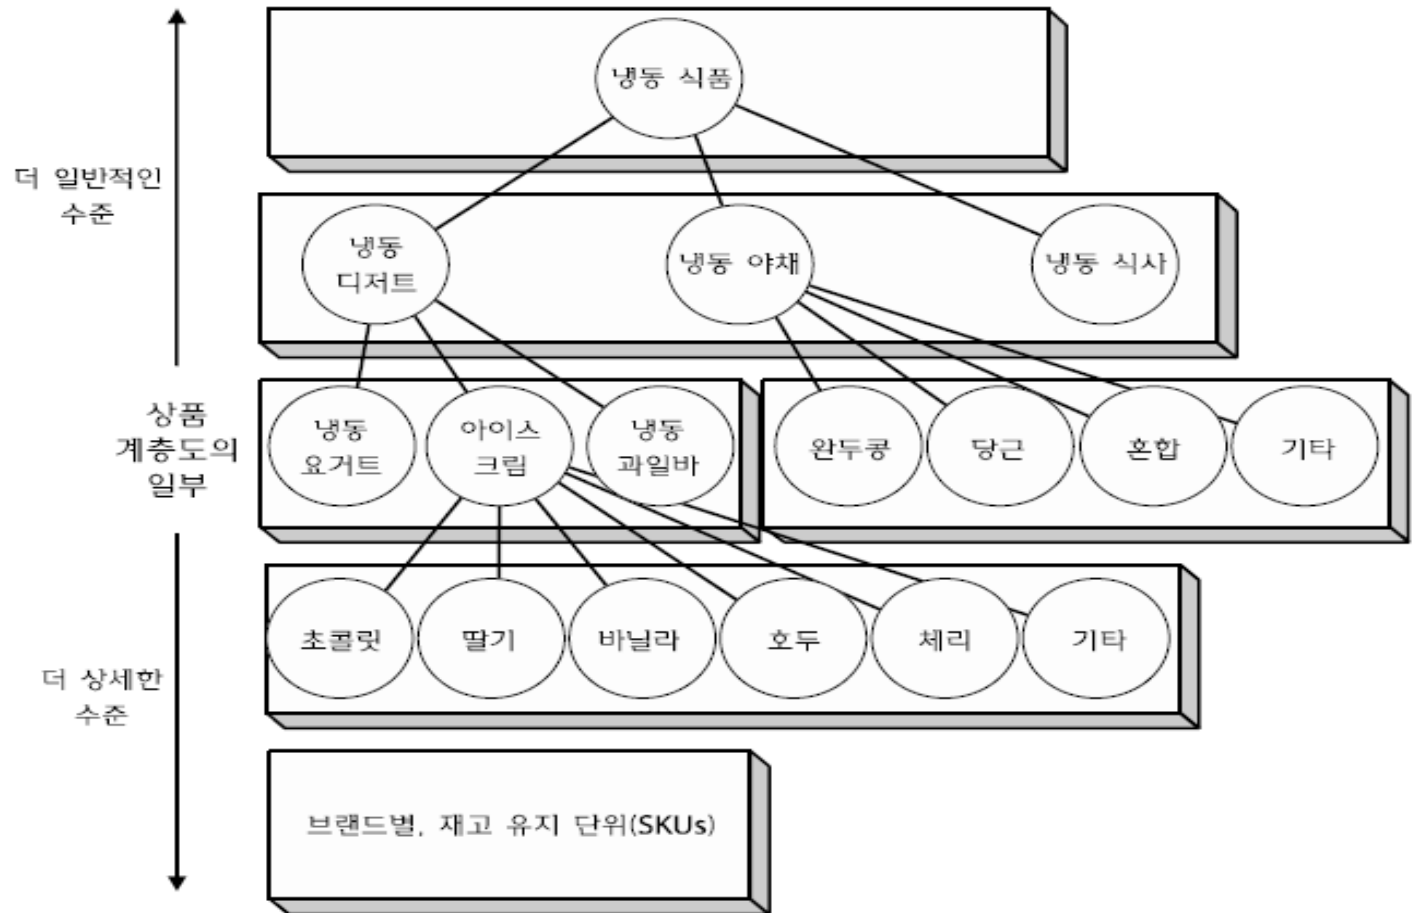 냉동 식품
더 일반적인
수준
냉동
디저트
냉동 야채
냉동 식사
상품
계층도의
일부
냉동
요거트
아이스
크림
냉동
과일바
완두콩
당근
혼합
기타
초콜릿
딸기
바닐라
호두
체리
기타
더 상세한
수준
브랜드별, 재고 유지 단위(SKUs)